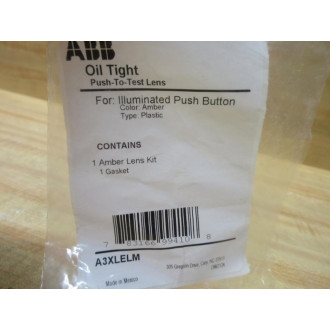 ABB
Oil Tight
Push-To-Test Lens
For: Illuminated Push Button
Color: Amber
Type: Plastic
CONTAINS
1 Amber Lens Kit
1 Gasket
A3XLELM
Made in Mexico